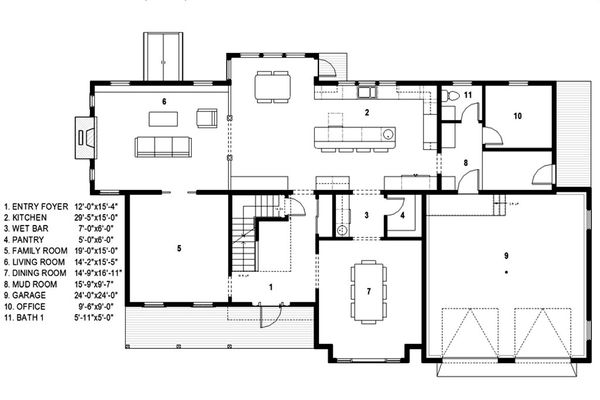 6
2
11
10
8
3
4
5
1
7
9
1. ENTRY FOYER 12'-0"x15'-4"
2. KITCHEN 29'-5"x15'-0"
3. WET BAR 7'-0"x6'-0"
4. PANTRY 5'-0"x6'-0"
5. FAMILY ROOM 19'-0"x15'-0"
6. LIVING ROOM 14'-2"x15'-5"
7. DINING ROOM 14'-9"x16'-11"
8. MUD ROOM 15'-9"x9'-7"
9. GARAGE 24'-0"x24'-0"
10. OFFICE 9'-6"x9'-0"
11. BATH 1 5'-11"x5'-0"